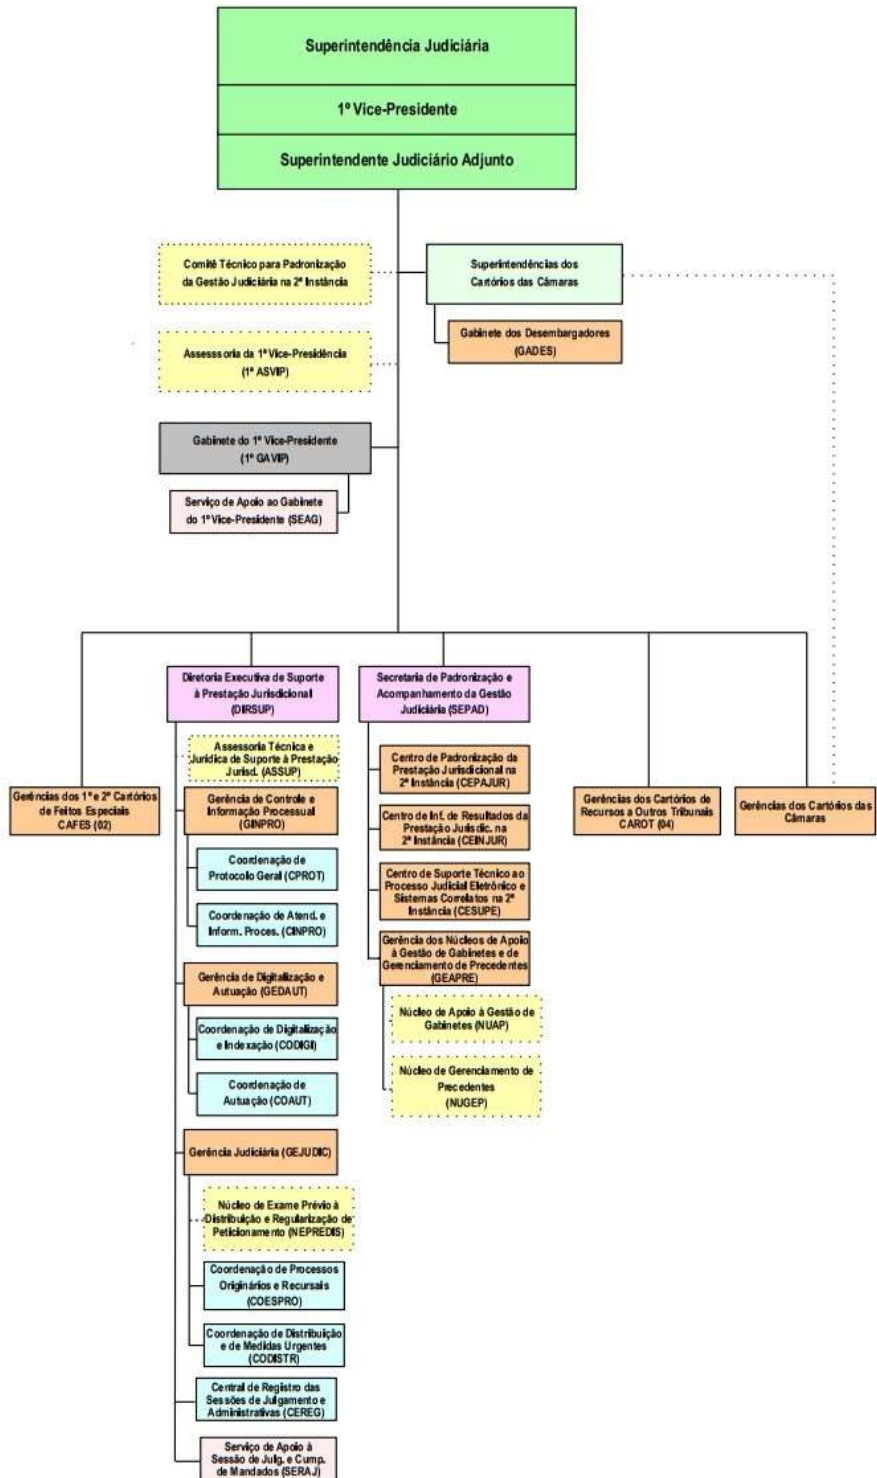 Superintendência Judiciária
1º Vice-Presidente
Superintendente Judiciário Adjunto
Comitê Técnico para Padronização
da Gestão Judiciária na 2ª Instância
Superintendências dos
Cartórios das Câmaras
Gabinete dos Desembargadores
(GADES)
Assesssoria da 1ª Vice-Presidência
(1ª ASVIP)
Gabinete do 1º Vice-Presidente
(1º GAVIP)
Serviço de Apoio ao Gabinete
do 1º Vice-Presidente (SEAG)
Diretoria Executiva de Suporte
à Prestação Jurisdicional
(DIRSUP)
Secretaria de Padronização e
Acompanhamento da Gestão
Judiciária (SEPAD)
Gerências dos 1º e 2º Cartórios
de Feitos Especiais
CAFES (02)
Assessoria Técnica e
Jurídica de Suporte à Prestação
Jurisd. (ASSUP)
Gerência de Controle e
Informação Processual
(GINPRO)
Coordenação de
Protocolo Geral (CPROT)
Coordenação de Atend. e
Inform. Proces. (CINPRO)
Gerência de Digitalização e
Autuação (GEDAUT)
Coordenação de Digitalização
e Indexação (CODIGI)
Coordenação de
Autuação (COAUT)
Gerência Judiciária (GEJUDIC)
Núcleo de Exame Prévio à
Distribuição e Regularização de
Peticionamento (NEPREDIS)
Coordenação de Processos
Originários e Recursais
(COESPRO)
Coordenação de Distribuição
e de Medidas Urgentes
(CODISTR)
Central de Registro das
Sessões de Julgamento e
Administrativas (CEREG)
Serviço de Apoio à
Sessão de Julg. e Cump.
de Mandados (SERAJ)
Centro de Padronização da
Prestação Jurisdicional na
2ª Instância (CEPAJUR)
Centro de Inf. de Resultados da
Prestação Jurisdic. na
2ª Instância (CEINJUR)
Centro de Suporte Técnico ao
Processo Judicial Eletrônico e
Sistemas Correlatos na 2ª
Instância (CESUPE)
Gerência dos Núcleos de Apoio
à Gestão de Gabinetes e de
Gerenciamento de Precedentes
(GEAPRE)
Núcleo de Apoio à Gestão de
Gabinetes (NUAP)
Núcleo de Gerenciamento de
Precedentes
(NUGEP)
Gerências dos Cartórios de
Recursos a Outros Tribunais
CAROT (04)
Gerências dos Cartórios das
Câmaras